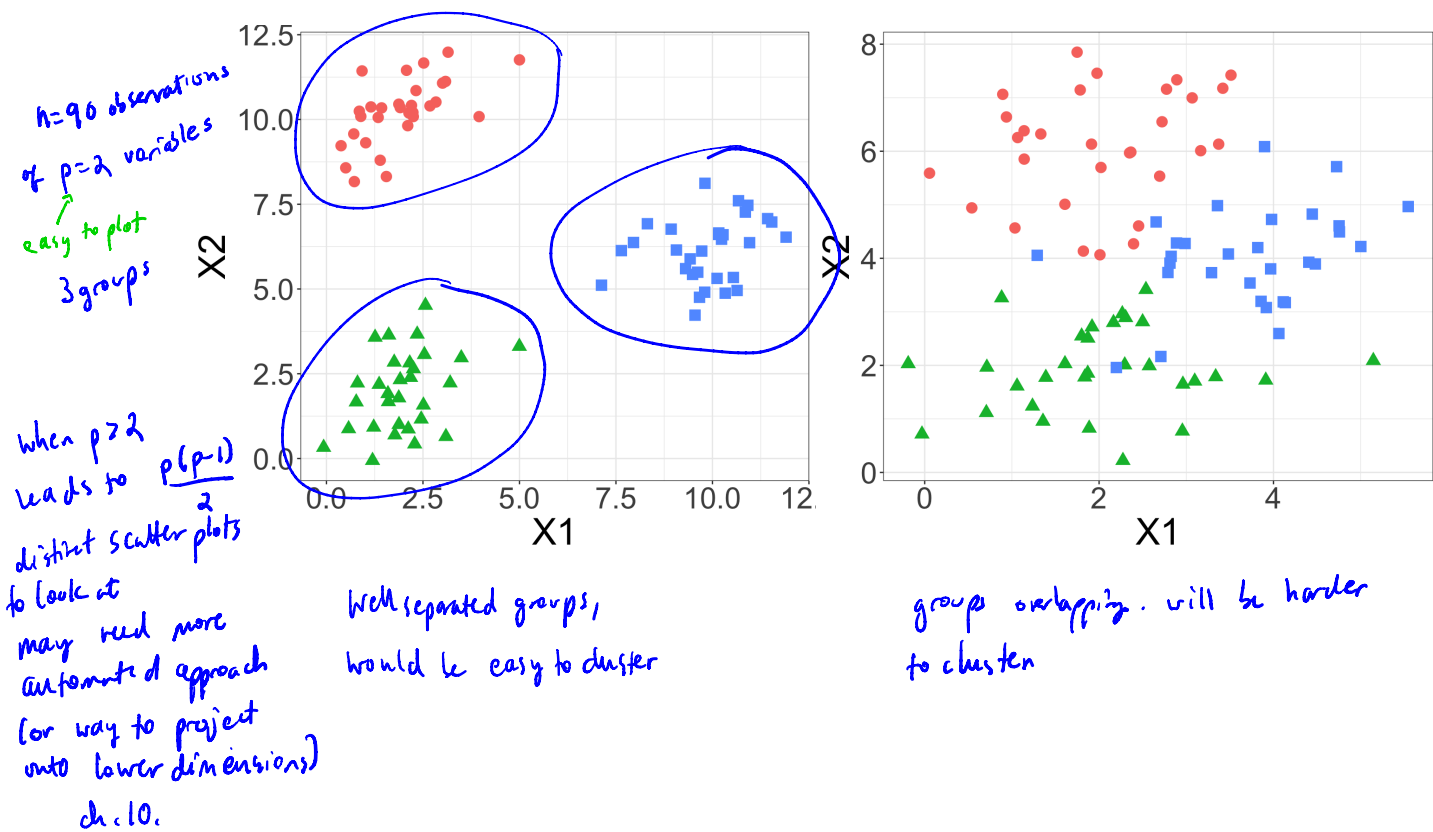 n=90 observations
of p=2 variables
easy to plot
3 groups
when p>2
leads to p(p-1)/2
distinct scatter plots
to look at
may need more
automated approach
(or way to project
onto lower dimensions)
ch.10.
12.5
10.0
7.5
5.0
2.5
0.0
X2
0.0 2.5 5.0 7.5 10.0 12.
X1
Well separated groups,
would be easy to cluster
8
6
4
2
0
X2
0 2 4
X1
groups overlapping. will be harder
to cluster